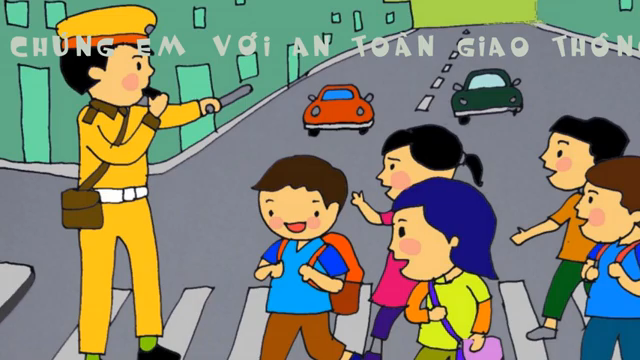 CHÚNG EM VỚI AN TOÀN GIAO THÔN